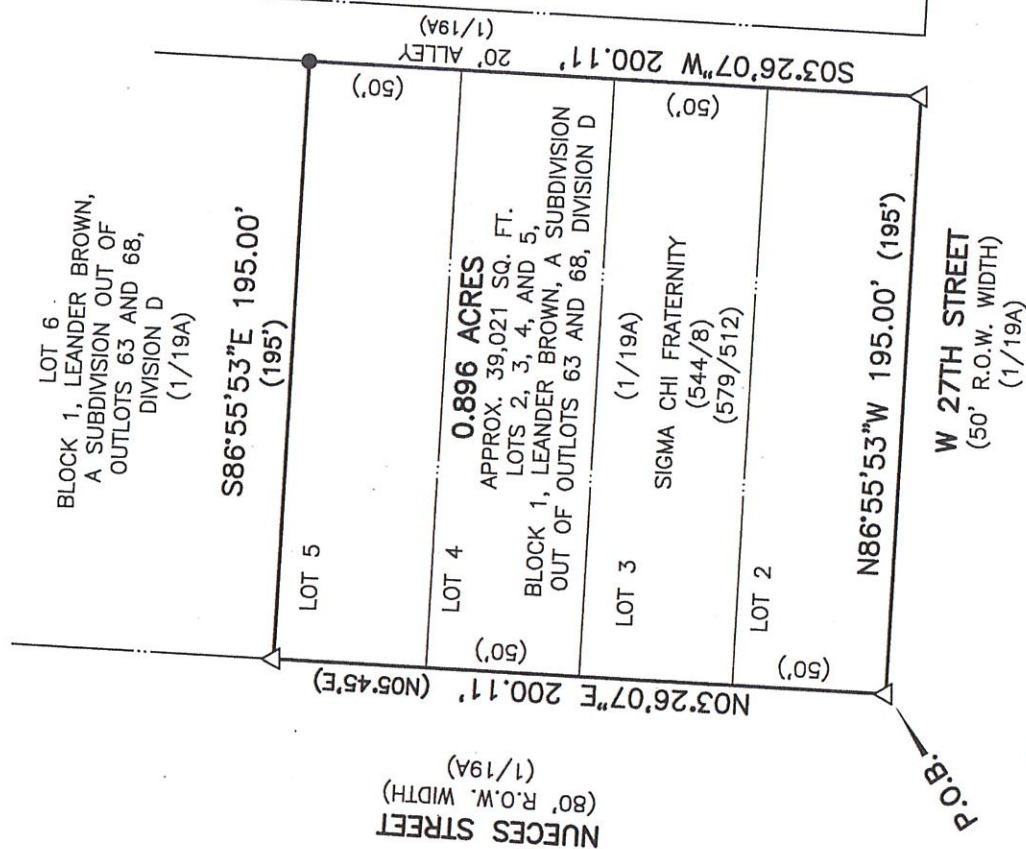 LOT 6
BLOCK 1, LEANDER BROWN,
A SUBDIVISION OUT OF
OUTLOTS 63 AND 68,
DIVISION D
(1/19A)
S86°55'53"E 195.00'
(195')
20' ALLEY
(1/19A)
S03°26'07"W 200.11'
(50')
(50')
LOT 5
LOT 4
0.896 ACRES
APPROX. 39,021 SQ. FT.
LOTS 2, 3, 4, AND 5,
BLOCK 1, LEANDER BROWN, A SUBDIVISION
OUT OF OUTLOTS 63 AND 68, DIVISION D
(1/19A)
LOT 3
SIGMA CHI FRATERNITY
(544/8)
(579/512)
LOT 2
(50')
(50')
N03°26'07"E 200.11' (N05°45'E)
NUECES STREET
(80' R.O.W. WIDTH)
(1/19A)
N86°55'53"W 195.00' (195')
W 27TH STREET
(50' R.O.W. WIDTH)
(1/19A)
P.O.B.